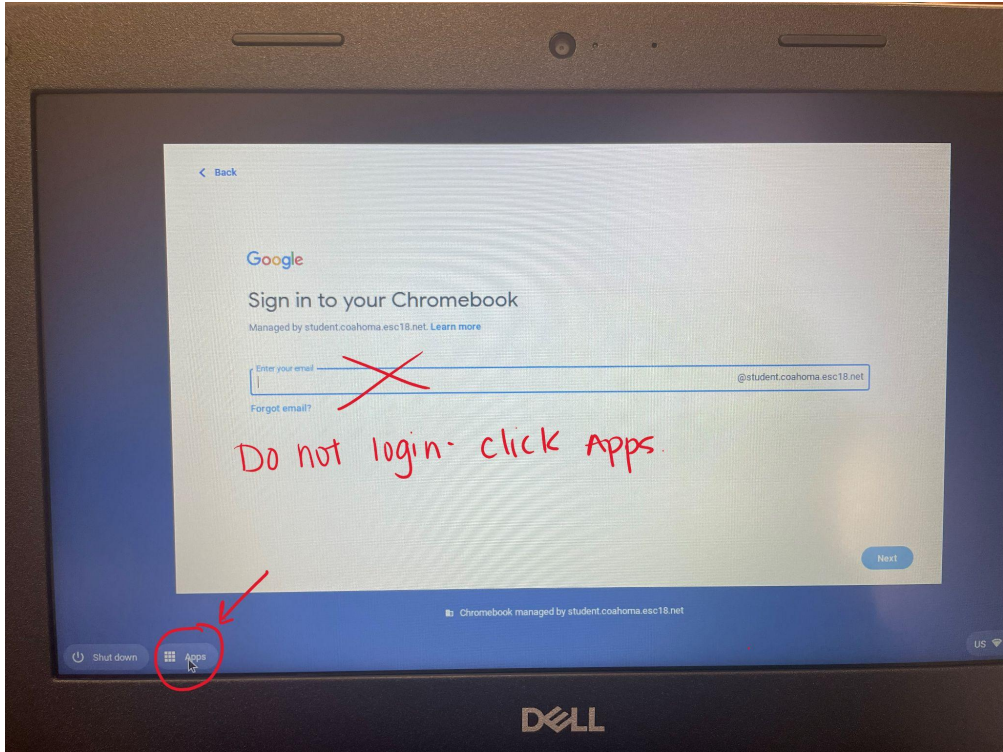 < Back
Google
Sign in to your Chromebook
Managed by student.coahoma.esc18.net. Learn more
Enter your email
@student.coahoma.esc18.net
Forgot email?
Do not login. click Apps.
Next
Chromebook managed by student.coahoma.esc18.net
Shut down Apps US
DELL